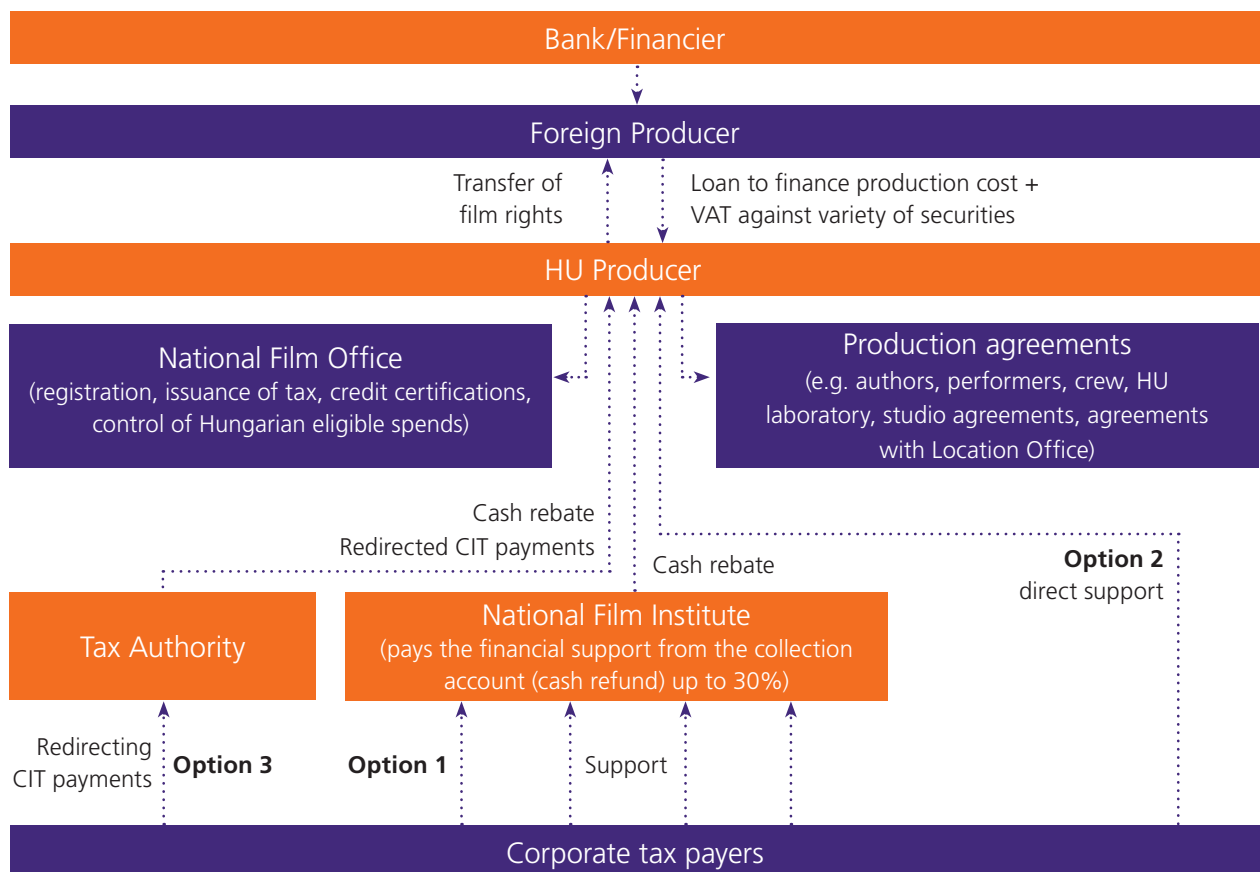 Bank/Financier
Foreign Producer
Transfer of
film rights
Loan to finance production cost +
VAT against variety of securities
HU Producer
National Film Office
(registration, issuance of tax, credit certifications,
control of Hungarian eligible spends)
Production agreements
(e.g. authors, performers, crew, HU
laboratory, studio agreements, agreements
with Location Office)
Cash rebate
Redirected CIT payments
Cash rebate
Option 2
direct support
Tax Authority
National Film Institute
(pays the financial support from the collection
account (cash refund) up to 30%)
Redirecting
CIT payments
Option 3
Option 1
Support
Corporate tax payers